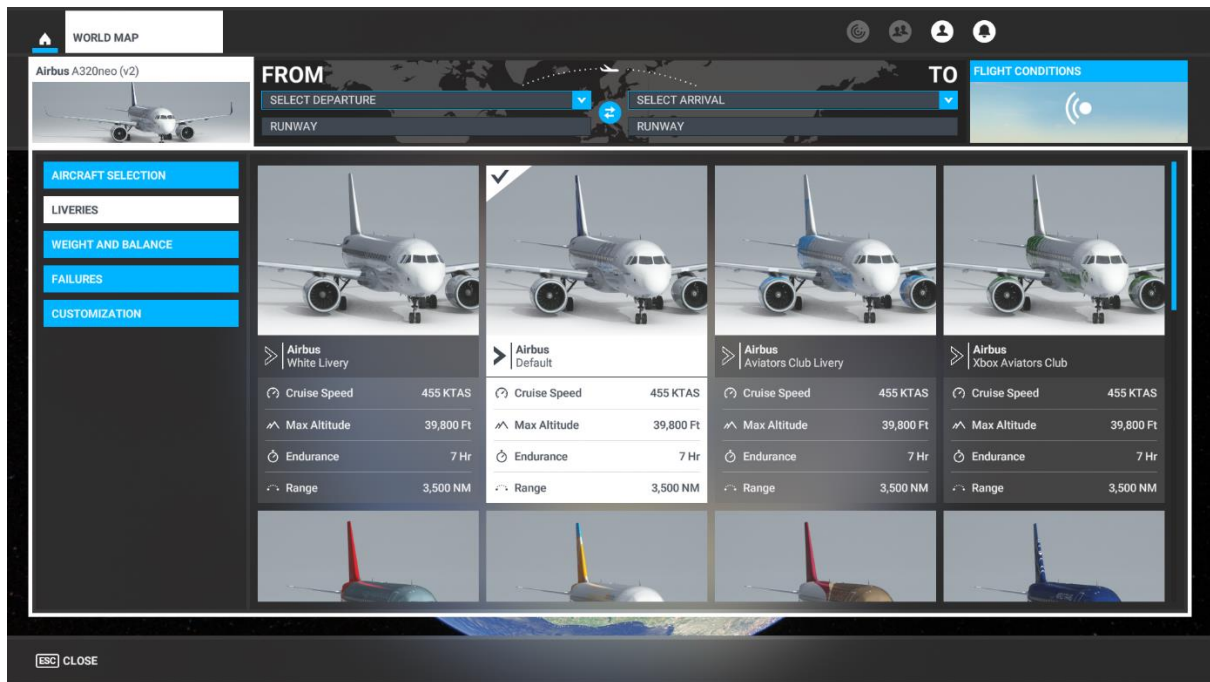 WORLD MAP
Airbus A320neo (v2)
FROM
TO
FLIGHT CONDITIONS
SELECT DEPARTURE
SELECT ARRIVAL
RUNWAY
RUNWAY
AIRCRAFT SELECTION
LIVERIES
WEIGHT AND BALANCE
FAILURES
CUSTOMIZATION
Airbus
White Livery
Cruise Speed 455 KTAS
Max Altitude 39,800 Ft
Endurance 7 Hr
Range 3,500 NM
Airbus
Default
Cruise Speed 455 KTAS
Max Altitude 39,800 Ft
Endurance 7 Hr
Range 3,500 NM
Airbus
Aviators Club Livery
Cruise Speed 455 KTAS
Max Altitude 39,800 Ft
Endurance 7 Hr
Range 3,500 NM
Airbus
Xbox Aviators Club
Cruise Speed 455 KTAS
Max Altitude 39,800 Ft
Endurance 7 Hr
Range 3,500 NM
ESC CLOSE